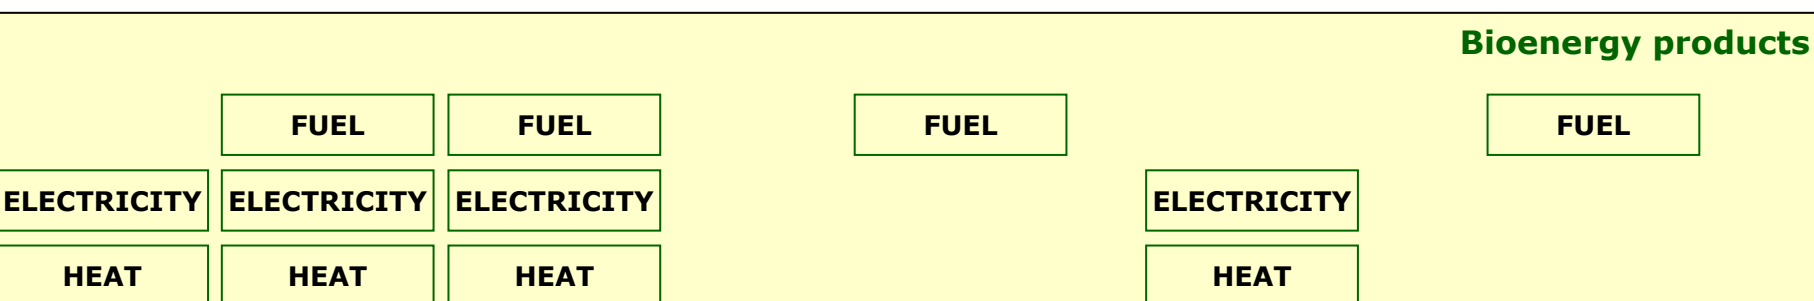 Bioenergy products
FUEL FUEL FUEL FUEL
ELECTRICITY ELECTRICITY ELECTRICITY ELECTRICITY
HEAT HEAT HEAT HEAT